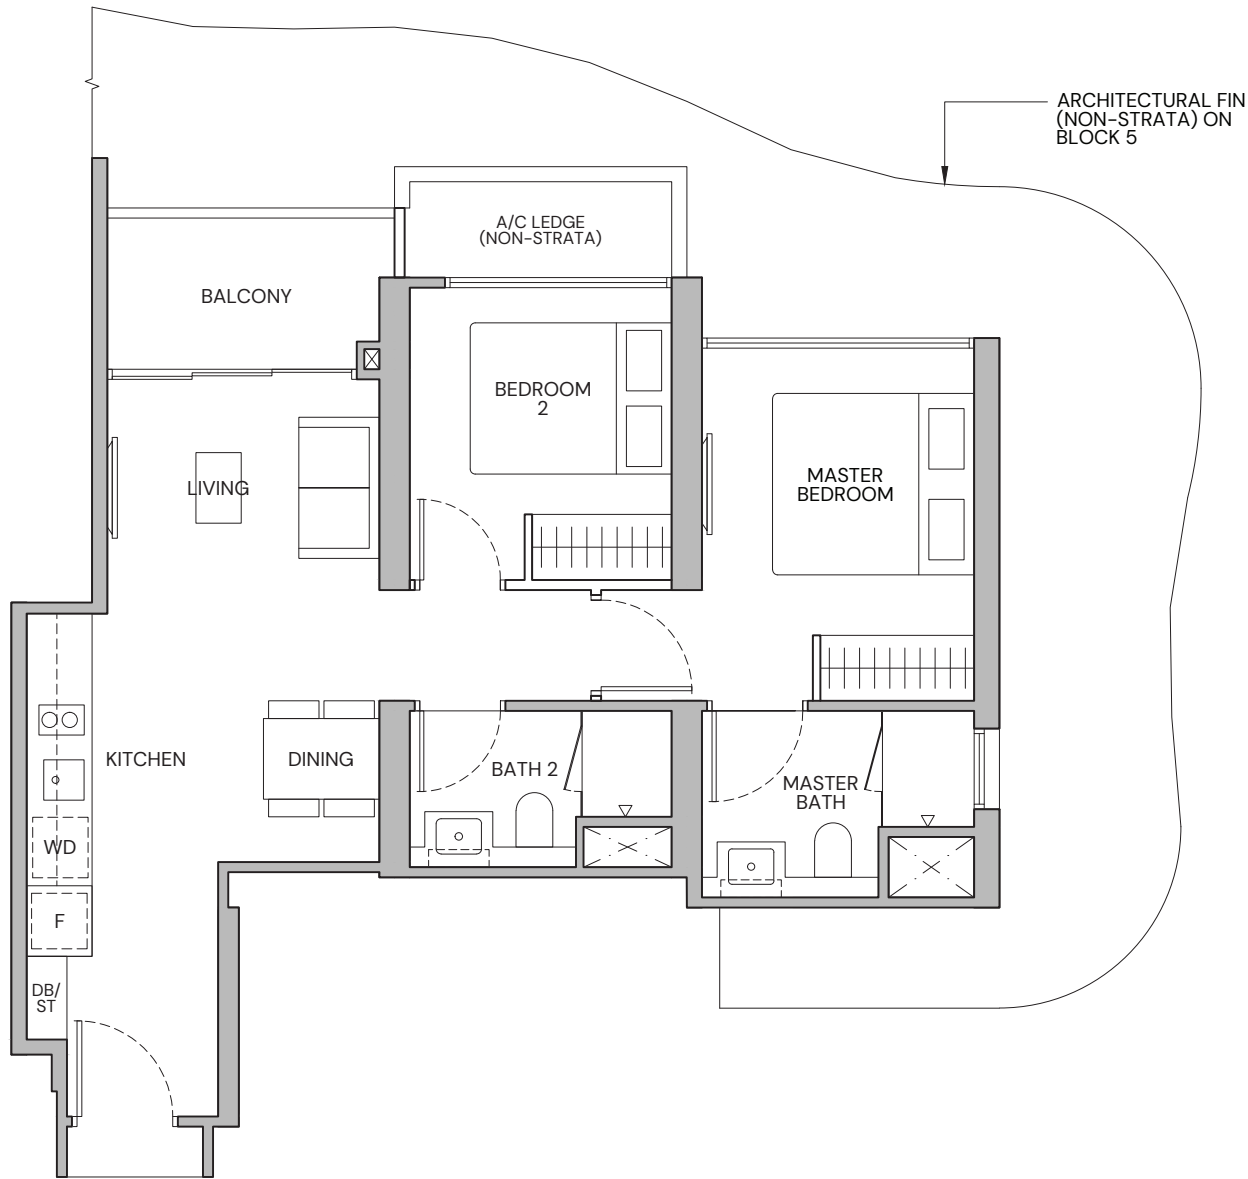 ARCHITECTURAL FIN
(NON-STRATA) ON
BLOCK 5
A/C LEDGE
(NON-STRATA)
BALCONY
BEDROOM
2
MASTER
BEDROOM
LIVING
KITCHEN
DINING
BATH 2
MASTER
BATH
WD
F
DB/
ST